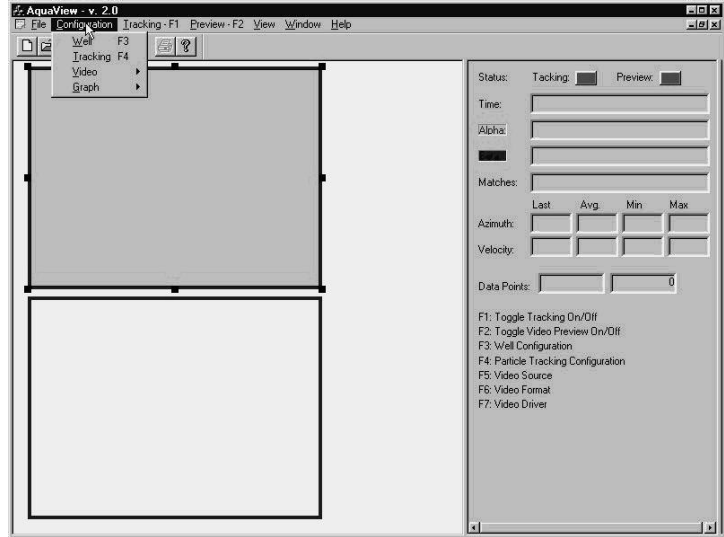 AquaView - v. 2.0
File Configuration Tracking - F1 Preview - F2 View Window Help
Well F3
Tracking F4
Video
Graph
Status: Tacking: Preview:
Time:
Alpha:
Matches:
Last Avg. Min Max
Azimuth:
Velocity:
Data Points: 0
F1: Toggle Tracking On/Off
F2: Toggle Video Preview On/Off
F3: Well Configuration
F4: Particle Tracking Configuration
F5: Video Source
F6: Video Format
F7: Video Driver